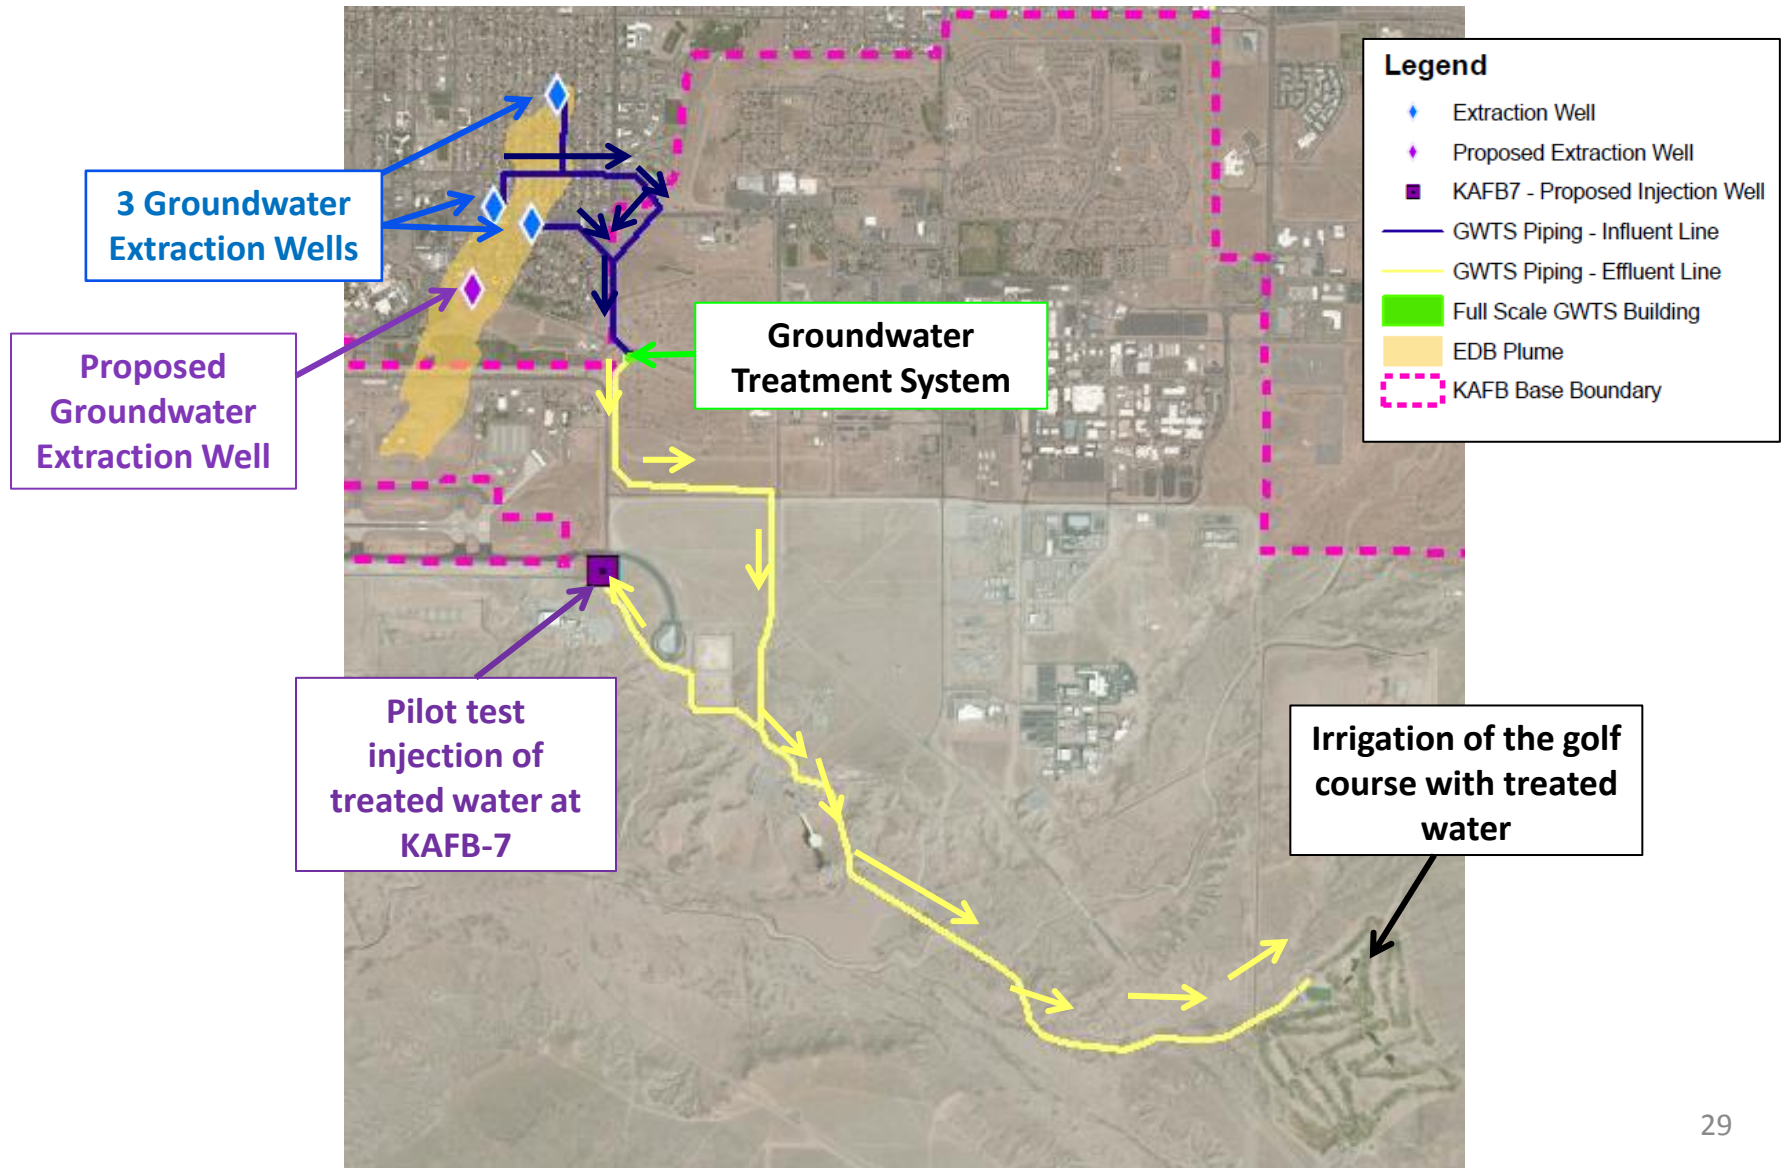 Legend
Extraction Well
Proposed Extraction Well
KAFB7 - Proposed Injection Well
GWTS Piping - Influent Line
GWTS Piping - Effluent Line
Full Scale GWTS Building
EDB Plume
KAFB Base Boundary
3 Groundwater
Extraction Wells
Proposed
Groundwater
Extraction Well
Groundwater
Treatment System
Pilot test
injection of
treated water at
KAFB-7
Irrigation of the golf
course with treated
water
29